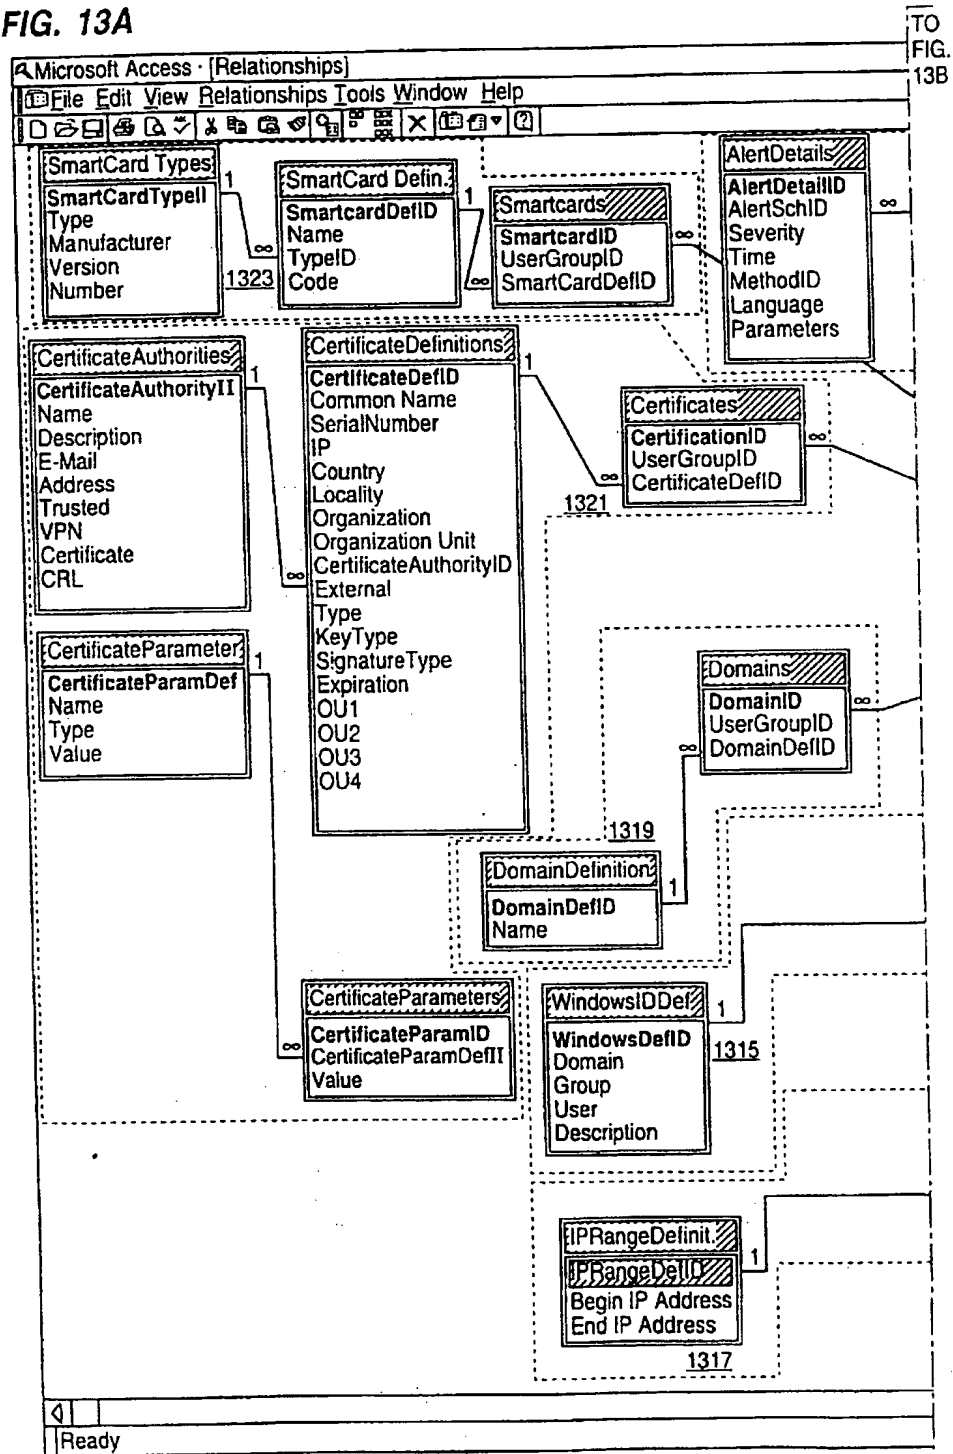 FIG. 13A
TO
FIG.
13B
Microsoft Access · [Relationships]
File Edit View Relationships Tools Window Help
SmartCard Types
SmartCardTypeII
Type
Manufacturer
Version
Number
1
∞
1323
SmartCard Defin.
SmartcardDefID
Name
TypeID
Code
1
∞
Smartcards
SmartcardID
UserGroupID
SmartCardDefID
∞
AlertDetails
AlertDetailID
AlertSchID
Severity
Time
MethodID
Language
Parameters
∞
CertificateAuthorities
CertificateAuthorityII
Name
Description
E-Mail
Address
Trusted
VPN
Certificate
CRL
1
∞
CertificateDefinitions
CertificateDefID
Common Name
SerialNumber
IP
Country
Locality
Organization
Organization Unit
CertificateAuthorityID
External
Type
KeyType
SignatureType
Expiration
OU1
OU2
OU3
OU4
1
∞
1321
Certificates
CertificationID
UserGroupID
CertificateDefID
∞
CertificateParameter
CertificateParamDef
Name
Type
Value
1
Domains
DomainID
UserGroupID
DomainDefID
∞
∞
1319
DomainDefinition
DomainDefID
Name
1
CertificateParameters
CertificateParamID
CertificateParamDefII
Value
∞
WindowsIDDef
WindowsDefID
Domain
Group
User
Description
1
1315
IPRangeDefinit.
IPRangeDefID
Begin IP Address
End IP Address
1
1317
Ready